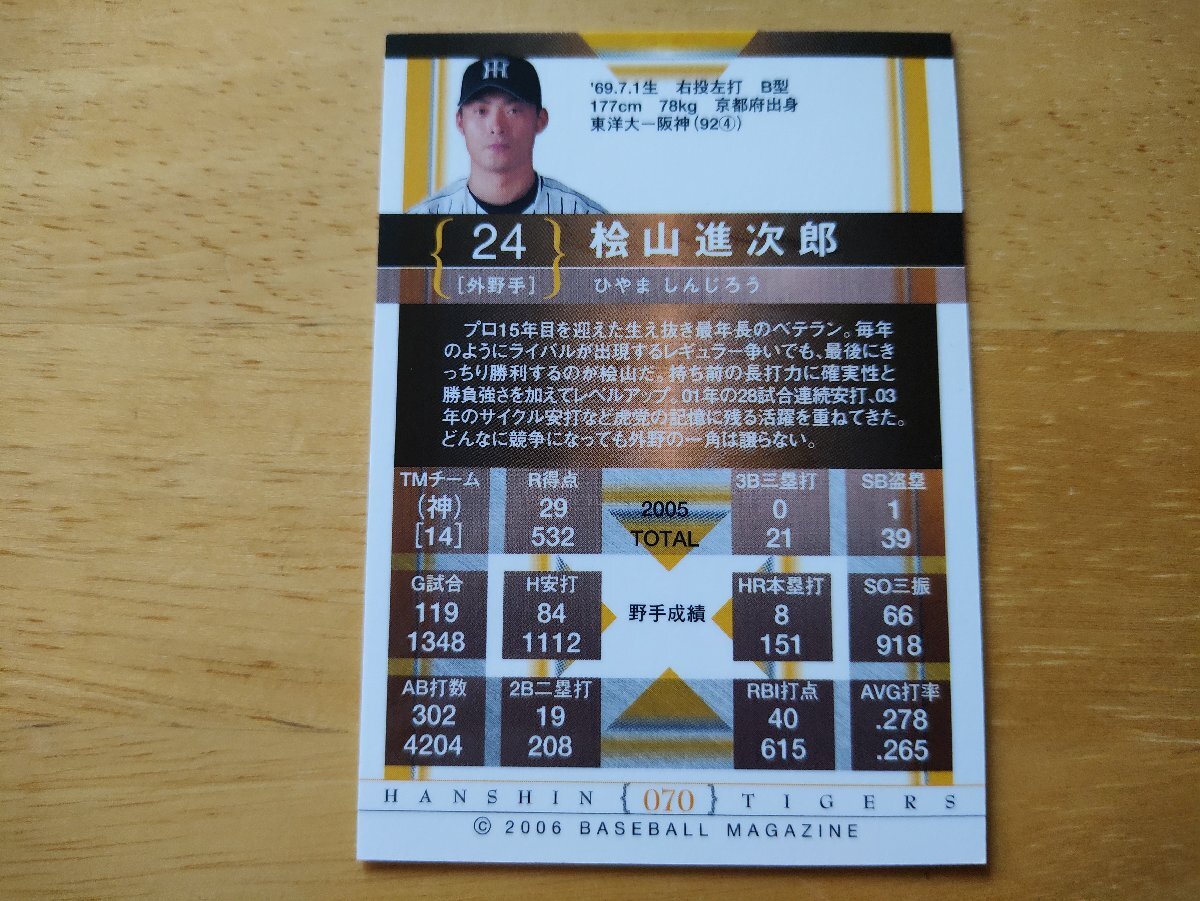 '69.7.1生 右投左打 B型
177cm 78kg 京都府出身
東洋大ー阪神(92④)
24 桧山進次郎
[外野手] ひやま しんじろう
プロ15年目を迎えた生え抜き最年長のベテラン。毎年
のようにライバルが出現するレギュラー争いでも、最後にき
っちり勝利するのが桧山だ。持ち前の長打力に確実性と
勝負強さを加えてレベルアップ。01年の28試合連続安打、03
年のサイクル安打など虎党の記憶に残る活躍を重ねてきた。
どんなに競争になっても外野の一角は譲らない。
TMチーム R得点 3B三塁打 SB盗塁
(神) 29 2005 0 1
[14] 532 TOTAL 21 39
G試合 H安打 HR本塁打 SO三振
119 84 野手成績 8 66
1348 1112 151 918
AB打数 2B二塁打 RBI打点 AVG打率
302 19 40 .278
4204 208 615 .265
HANSHIN {070} TIGERS
© 2006 BASEBALL MAGAZINE